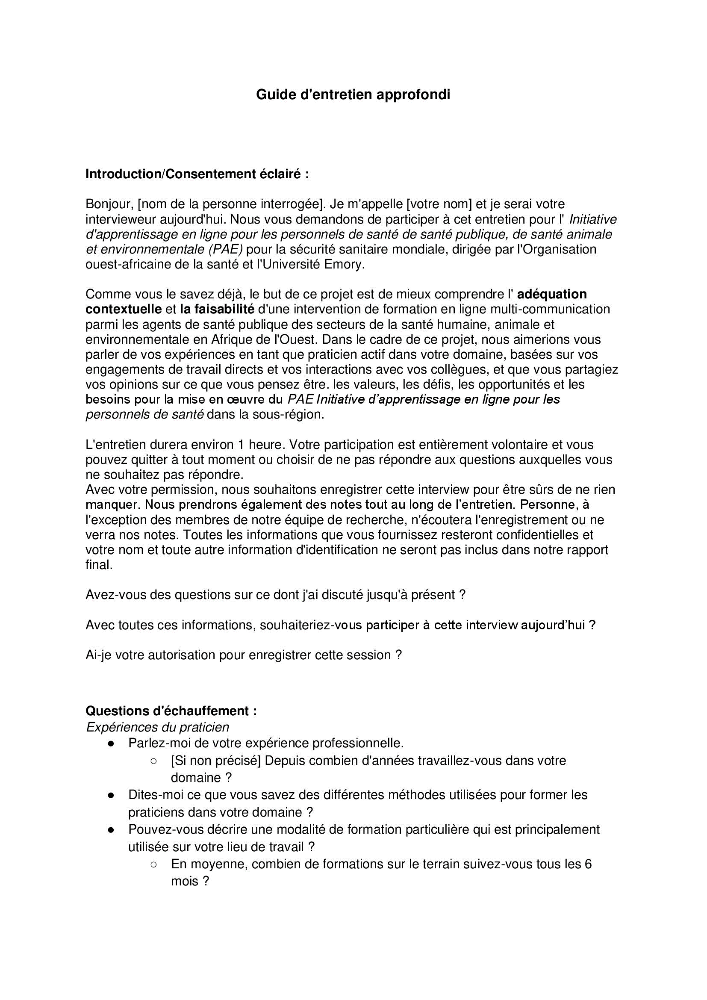 Guide d'entretien approfondi
Introduction/Consentement éclairé :
Bonjour, [nom de la personne interrogée]. Je m'appelle [votre nom] et je serai votre
intervieweur aujourd'hui. Nous vous demandons de participer à cet entretien pour l' Initiative
d'apprentissage en ligne pour les personnels de santé de santé publique, de santé animale
et environnementale (PAE) pour la sécurité sanitaire mondiale, dirigée par l'Organisation
ouest-africaine de la santé et l'Université Emory.
Comme vous le savez déjà, le but de ce projet est de mieux comprendre l' adéquation
contextuelle et la faisabilité d'une intervention de formation en ligne multi-communication
parmi les agents de santé publique des secteurs de la santé humaine, animale et
environnementale en Afrique de l'Ouest. Dans le cadre de ce projet, nous aimerions vous
parler de vos expériences en tant que praticien actif dans votre domaine, basées sur vos
engagements de travail directs et vos interactions avec vos collègues, et que vous partagiez
vos opinions sur ce que vous pensez être. les valeurs, les défis, les opportunités et les
besoins pour la mise en œuvre du PAE Initiative d’apprentissage en ligne pour les
personnels de santé dans la sous-région.
L'entretien durera environ 1 heure. Votre participation est entièrement volontaire et vous
pouvez quitter à tout moment ou choisir de ne pas répondre aux questions auxquelles vous
ne souhaitez pas répondre.
Avec votre permission, nous souhaitons enregistrer cette interview pour être sûrs de ne rien
manquer. Nous prendrons également des notes tout au long de l’entretien. Personne, à
l'exception des membres de notre équipe de recherche, n'écoutera l'enregistrement ou ne
verra nos notes. Toutes les informations que vous fournissez resteront confidentielles et
votre nom et toute autre information d'identification ne seront pas inclus dans notre rapport
final.
Avez-vous des questions sur ce dont j'ai discuté jusqu'à présent ?
Avec toutes ces informations, souhaiteriez-vous participer à cette interview aujourd’hui ?
Ai-je votre autorisation pour enregistrer cette session ?
Questions d'échauffement :
Expériences du praticien
● Parlez-moi de votre expérience professionnelle.
○ [Si non précisé] Depuis combien d'années travaillez-vous dans votre
domaine ?
● Dites-moi ce que vous savez des différentes méthodes utilisées pour former les
praticiens dans votre domaine ?
● Pouvez-vous décrire une modalité de formation particulière qui est principalement
utilisée sur votre lieu de travail ?
○ En moyenne, combien de formations sur le terrain suivez-vous tous les 6
mois ?